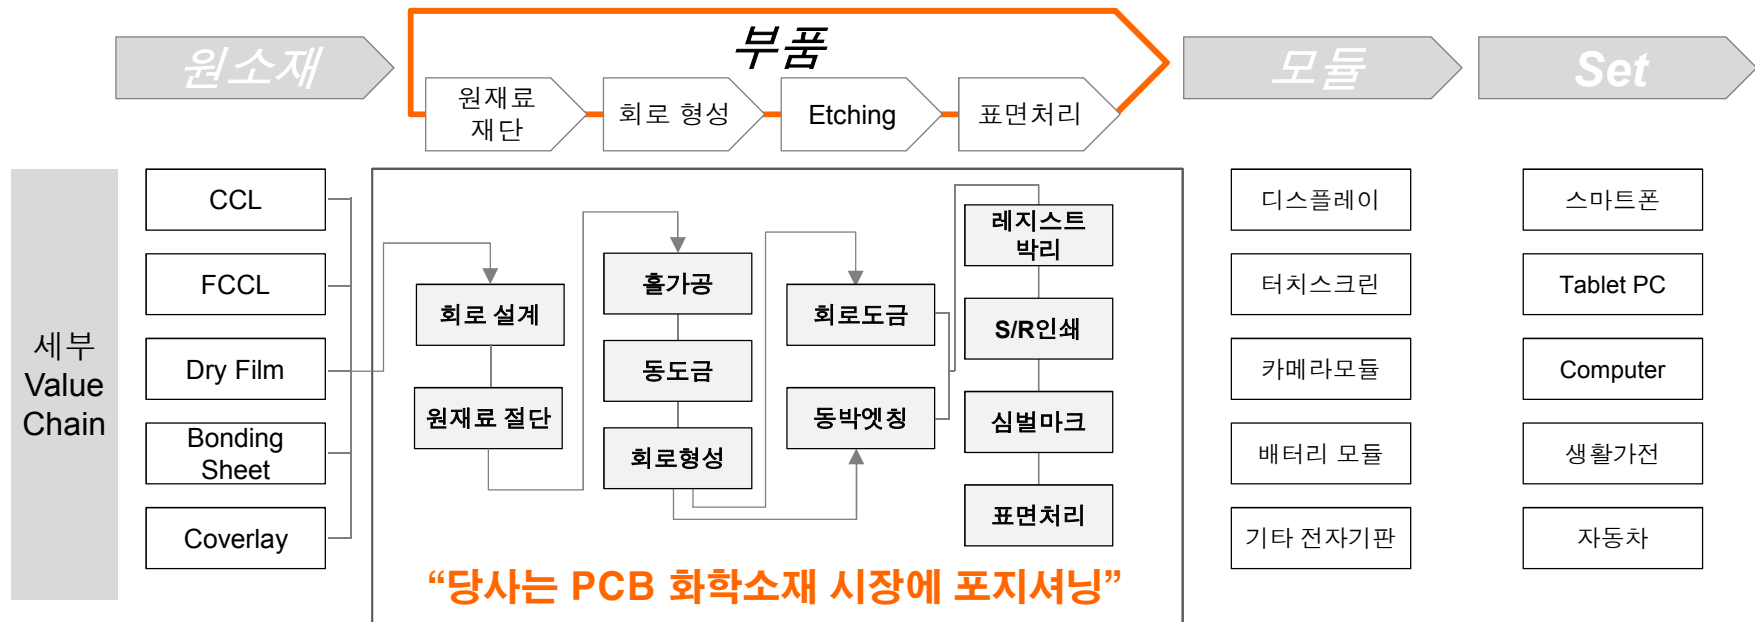 원소재
부품
모듈
Set
원재료
재단
회로 형성
Etching
표면처리
세부
Value
Chain
CCL
FCCL
Dry Film
Bonding
Sheet
Coverlay
회로 설계
원재료 절단
홀가공
동도금
회로형성
회로도금
동박엣칭
레지스트
박리
S/R인쇄
심벌마크
표면처리
“당사는 PCB 화학소재 시장에 포지셔닝”
디스플레이
터치스크린
카메라모듈
배터리 모듈
기타 전자기판
스마트폰
Tablet PC
Computer
생활가전
자동차